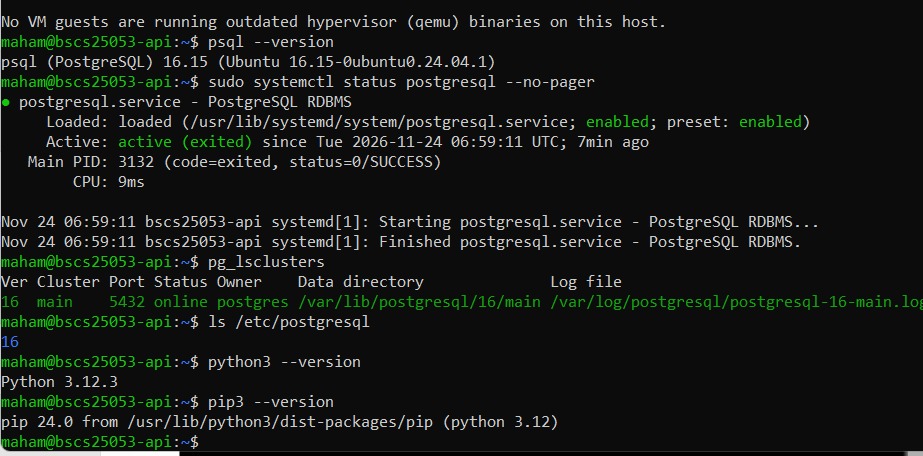 No VM guests are running outdated hypervisor (qemu) binaries on this host.
maham@bscs25053-api:~$ psql --version
psql (PostgreSQL) 16.15 (Ubuntu 16.15-0ubuntu0.24.04.1)
maham@bscs25053-api:~$ sudo systemctl status postgresql --no-pager
● postgresql.service - PostgreSQL RDBMS
     Loaded: loaded (/usr/lib/systemd/system/postgresql.service; enabled; preset: enabled)
     Active: active (exited) since Tue 2026-11-24 06:59:11 UTC; 7min ago
   Main PID: 3132 (code=exited, status=0/SUCCESS)
        CPU: 9ms

Nov 24 06:59:11 bscs25053-api systemd[1]: Starting postgresql.service - PostgreSQL RDBMS...
Nov 24 06:59:11 bscs25053-api systemd[1]: Finished postgresql.service - PostgreSQL RDBMS.
maham@bscs25053-api:~$ pg_lsclusters
Ver Cluster Port Status Owner    Data directory              Log file
16  main    5432 online postgres /var/lib/postgresql/16/main /var/log/postgresql/postgresql-16-main.log
maham@bscs25053-api:~$ ls /etc/postgresql
16
maham@bscs25053-api:~$ python3 --version
Python 3.12.3
maham@bscs25053-api:~$ pip3 --version
pip 24.0 from /usr/lib/python3/dist-packages/pip (python 3.12)
maham@bscs25053-api:~$